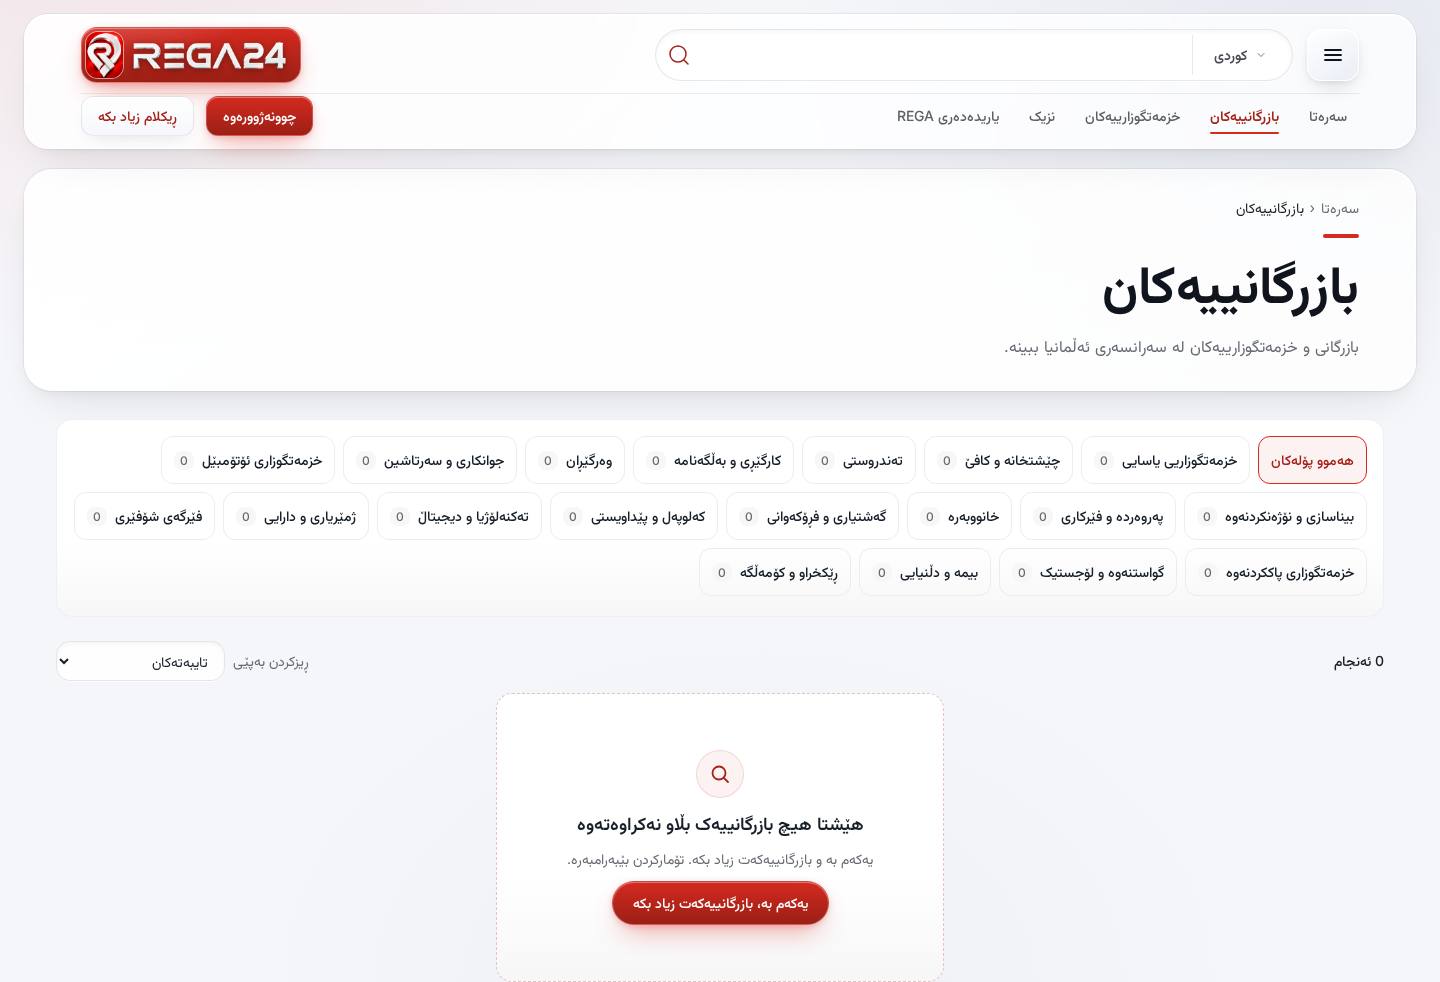 کوردی
REGA24
سەرەتا
بازرگانییەکان
خزمەتگوزارییەکان
نزیک
یاریدەدەری REGA
چوونەژوورەوە
ڕیکلام زیاد بکە
سەرەتا › بازرگانییەکان
بازرگانییەکان
بازرگانی و خزمەتگوزارییەکان لە سەرانسەری ئەڵمانیا ببینە.
هەموو پۆلەکان
خزمەتگوزاریی یاسایی 0
چێشتخانە و کافێ 0
تەندروستی 0
کارگێڕی و بەڵگەنامە 0
وەرگێڕان 0
جوانکاری و سەرتاشین 0
خزمەتگوزاری ئۆتۆمبێل 0
بیناسازی و نۆژەنکردنەوە 0
پەروەردە و فێرکاری 0
خانووبەرە 0
گەشتیاری و فڕۆکەوانی 0
کەلوپەل و پێداویستی 0
تەکنەلۆژیا و دیجیتاڵ 0
ژمێریاری و دارایی 0
فێرگەی شۆفێری 0
خزمەتگوزاری پاککردنەوە 0
گواستنەوە و لۆجستیک 0
بیمە و دڵنیایی 0
ڕێکخراو و کۆمەڵگە 0
0 ئەنجام
ڕیزکردن بەپێی
تایبەتەکان
هێشتا هیچ بازرگانییەک بڵاو نەکراوەتەوە
یەکەم بە و بازرگانییەکەت زیاد بکە. تۆمارکردن بێبەرامبەرە.
یەکەم بە، بازرگانییەکەت زیاد بکە